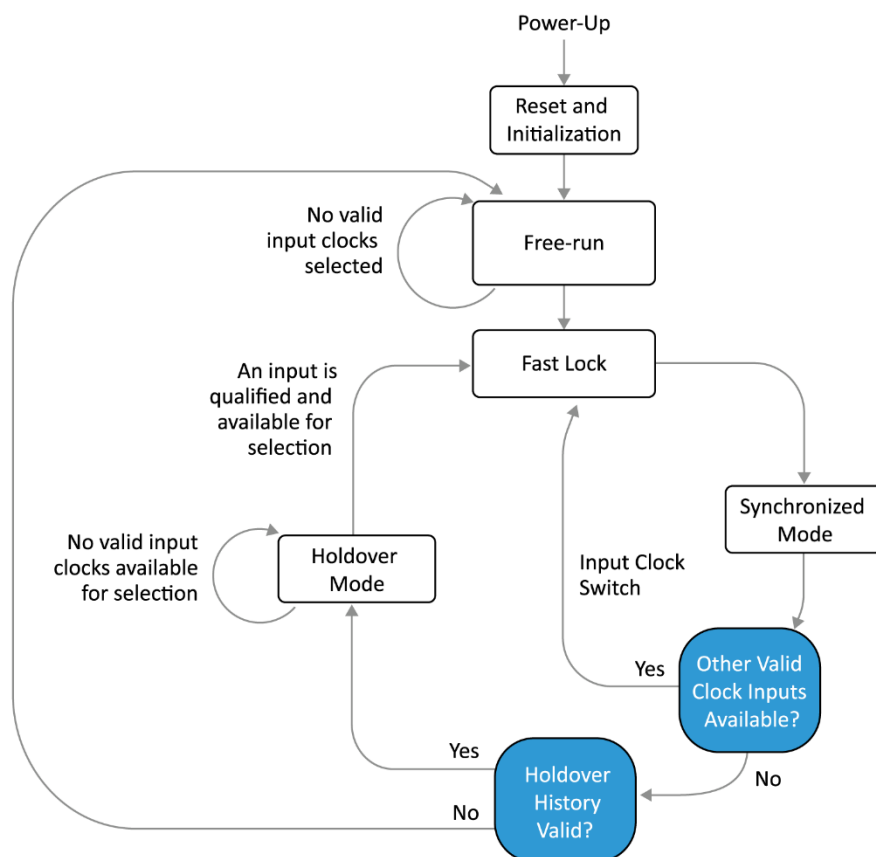 Power-Up
Reset and
Initialization
No valid
input clocks
selected
Free-run
Fast Lock
An input is
qualified and
available for
selection
Synchronized
Mode
No valid input
clocks available
for selection
Holdover
Mode
Input Clock
Switch
Yes
Other Valid
Clock Inputs
Available?
No
Yes
Holdover
History
Valid?
No